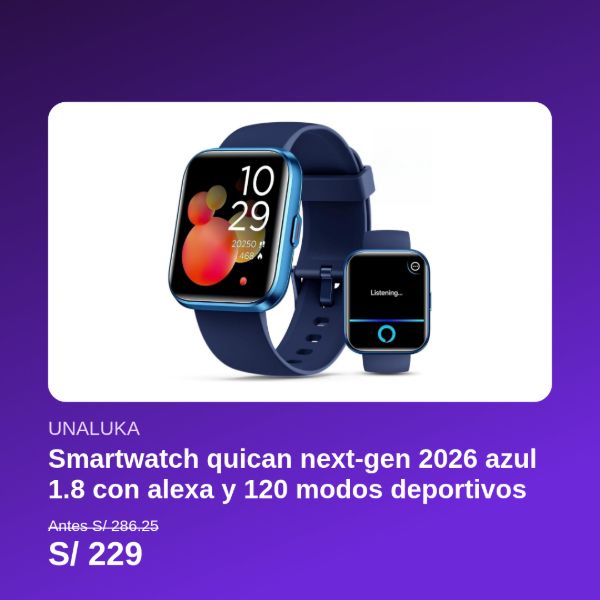 10
29
20250
1468
Listening...
UNALUKA
Smartwatch quican next-gen 2026 azul
1.8 con alexa y 120 modos deportivos
Antes S/ 286.25
S/ 229